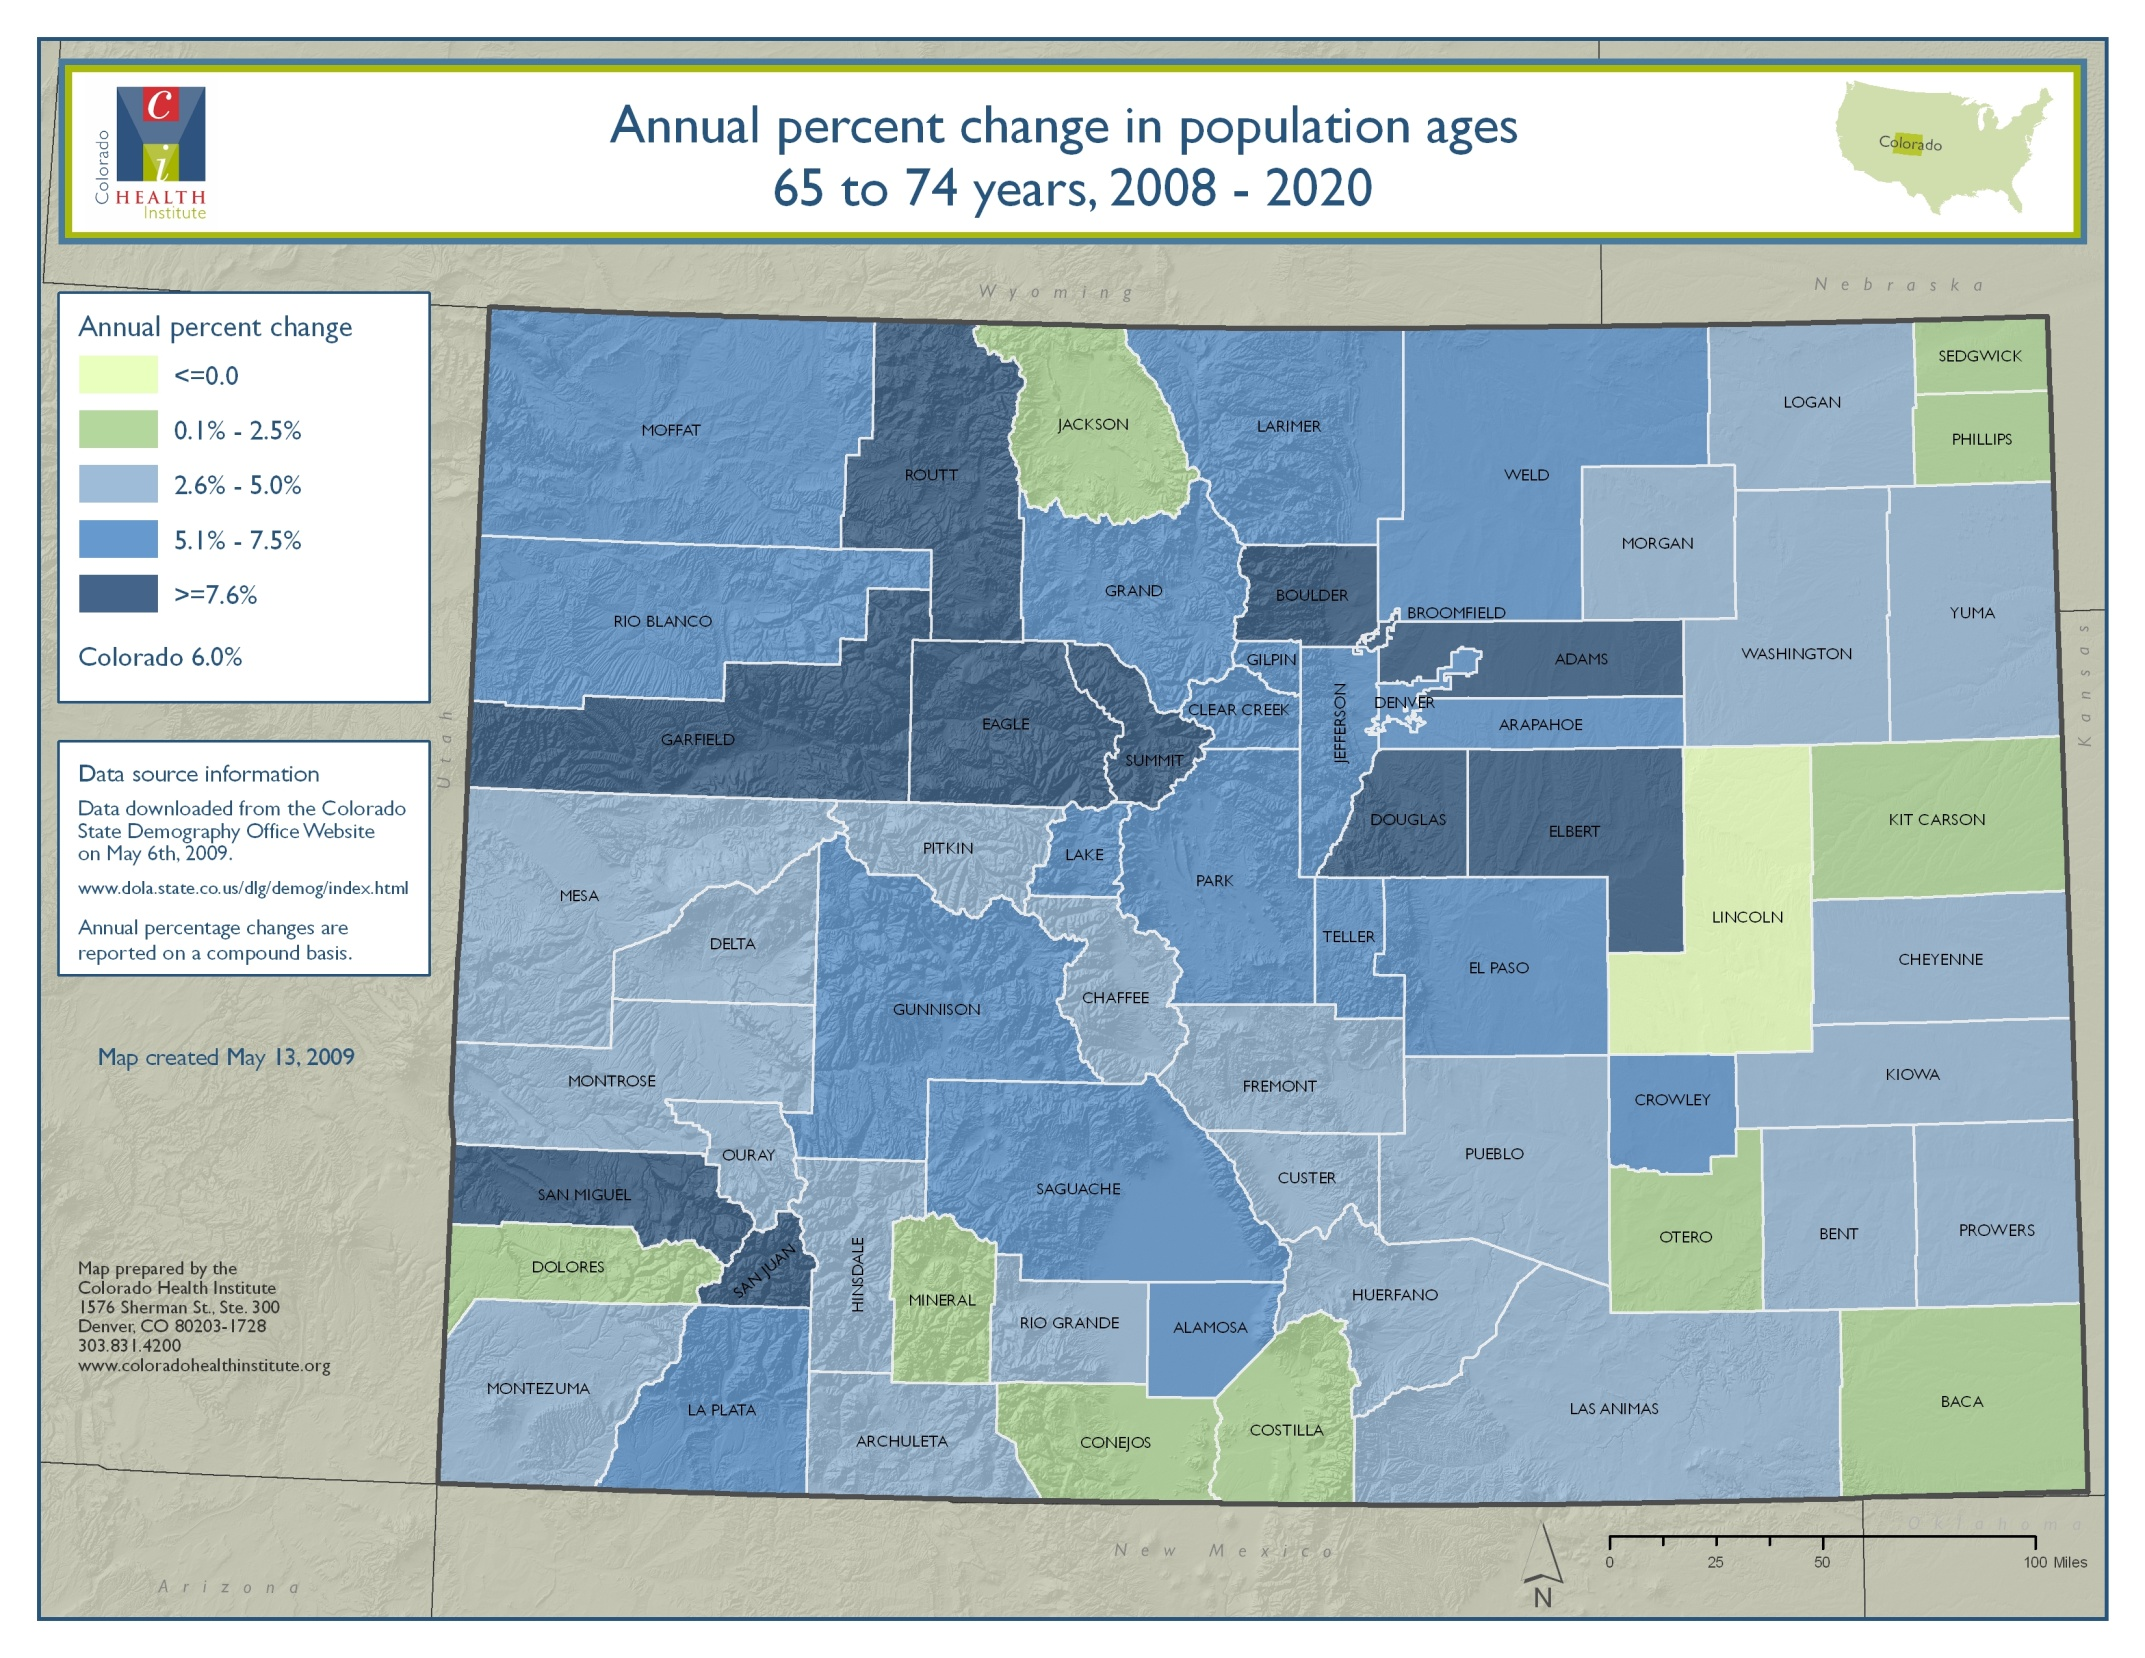 Colorado
C
i
HEALTH
Institute
Annual percent change in population ages
65 to 74 years, 2008 - 2020
Colorado
Wyoming
Nebraska
Utah
Kansas
Annual percent change
<=0.0
0.1% - 2.5%
2.6% - 5.0%
5.1% - 7.5%
>=7.6%
Colorado 6.0%
Data source information
Data downloaded from the Colorado
State Demography Office Website
on May 6th, 2009.
www.dola.state.co.us/dlg/demog/index.html
Annual percentage changes are
reported on a compound basis.
Map created May 13, 2009
Map prepared by the
Colorado Health Institute
1576 Sherman St., Ste. 300
Denver, CO 80203-1728
303.831.4200
www.coloradohealthinstitute.org
SEDGWICK
LOGAN
JACKSON
LARIMER
MOFFAT
PHILLIPS
ROUTT
WELD
MORGAN
GRAND
BOULDER
BROOMFIELD
YUMA
RIO BLANCO
WASHINGTON
GILPIN
ADAMS
DENVER
CLEAR CREEK
JEFFERSON
EAGLE
ARAPAHOE
GARFIELD
SUMMIT
DOUGLAS
KIT CARSON
ELBERT
PITKIN
LAKE
PARK
MESA
LINCOLN
TELLER
DELTA
CHEYENNE
EL PASO
CHAFFEE
GUNNISON
KIOWA
MONTROSE
FREMONT
CROWLEY
OURAY
PUEBLO
CUSTER
SAGUACHE
SAN MIGUEL
PROWERS
BENT
OTERO
DOLORES
SAN JUAN
HINSDALE
MINERAL
HUERFANO
RIO GRANDE
ALAMOSA
MONTEZUMA
BACA
LA PLATA
LAS ANIMAS
COSTILLA
ARCHULETA
CONEJOS
Oklahoma
New Mexico
Arizona
N
0 25 50 100 Miles